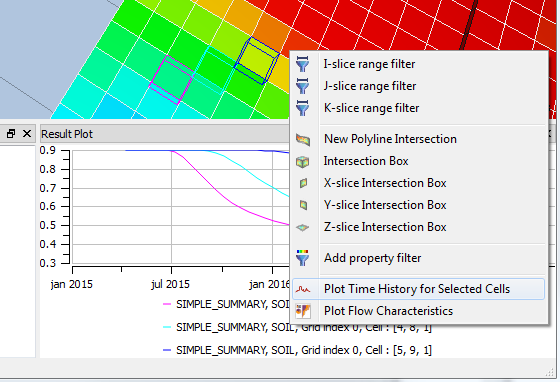 I-slice range filter
J-slice range filter
K-slice range filter
New Polyline Intersection
Intersection Box
X-slice Intersection Box
Y-slice Intersection Box
Z-slice Intersection Box
Add property filter
Plot Time History for Selected Cells
Plot Flow Characteristics
Result Plot
0.9
0.8
0.7
0.6
0.5
0.4
0.3
jan 2015
jul 2015
jan 2016
SIMPLE_SUMMARY, SOIL,
SIMPLE_SUMMARY, SOIL, Grid index 0, Cell : [4, 8, 1]
SIMPLE_SUMMARY, SOIL, Grid index 0, Cell : [5, 9, 1]